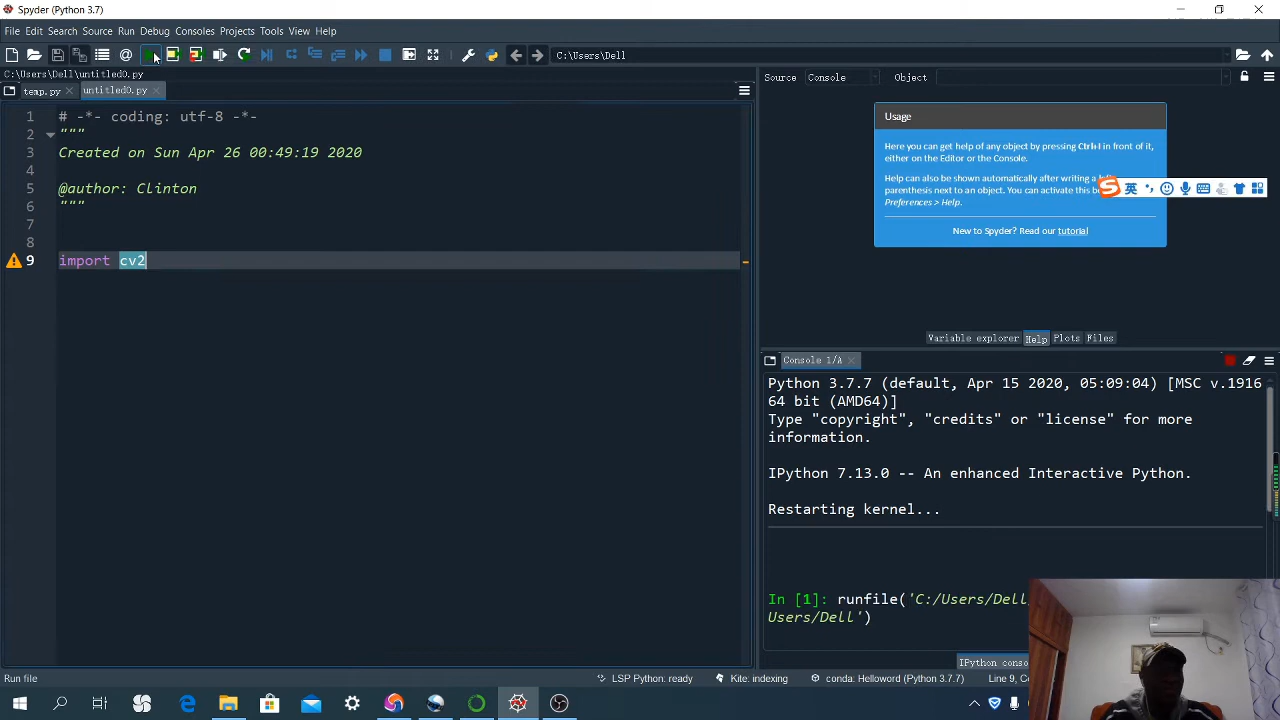 Spyder (Python 3.7)
File Edit Search Source Run Debug Consoles Projects Tools View Help
C:\Users\Dell
C:\Users\Dell\untitled0.py
temp.py
untitled0.py
1 # -*- coding: utf-8 -*-
2 """
3 Created on Sun Apr 26 00:49:19 2020
4
5 @author: Clinton
6 """
7
8
9 import cv2
Source Console Object
Usage
Here you can get help of any object by pressing Ctrl+I in front of it,
either on the Editor or the Console.
Help can also be shown automatically after writing a left
parenthesis next to an object. You can activate this be
Preferences > Help.
New to Spyder? Read our tutorial
英
Variable explorer Help Plots Files
Console 1/A
Python 3.7.7 (default, Apr 15 2020, 05:09:04) [MSC v.1916
64 bit (AMD64)]
Type "copyright", "credits" or "license" for more
information.
IPython 7.13.0 -- An enhanced Interactive Python.
Restarting kernel...
In [1]: runfile('C:/Users/Dell
Users/Dell')
IPython conso
Run file
LSP Python: ready
Kite: indexing
conda: Helloword (Python 3.7.7)
Line 9,